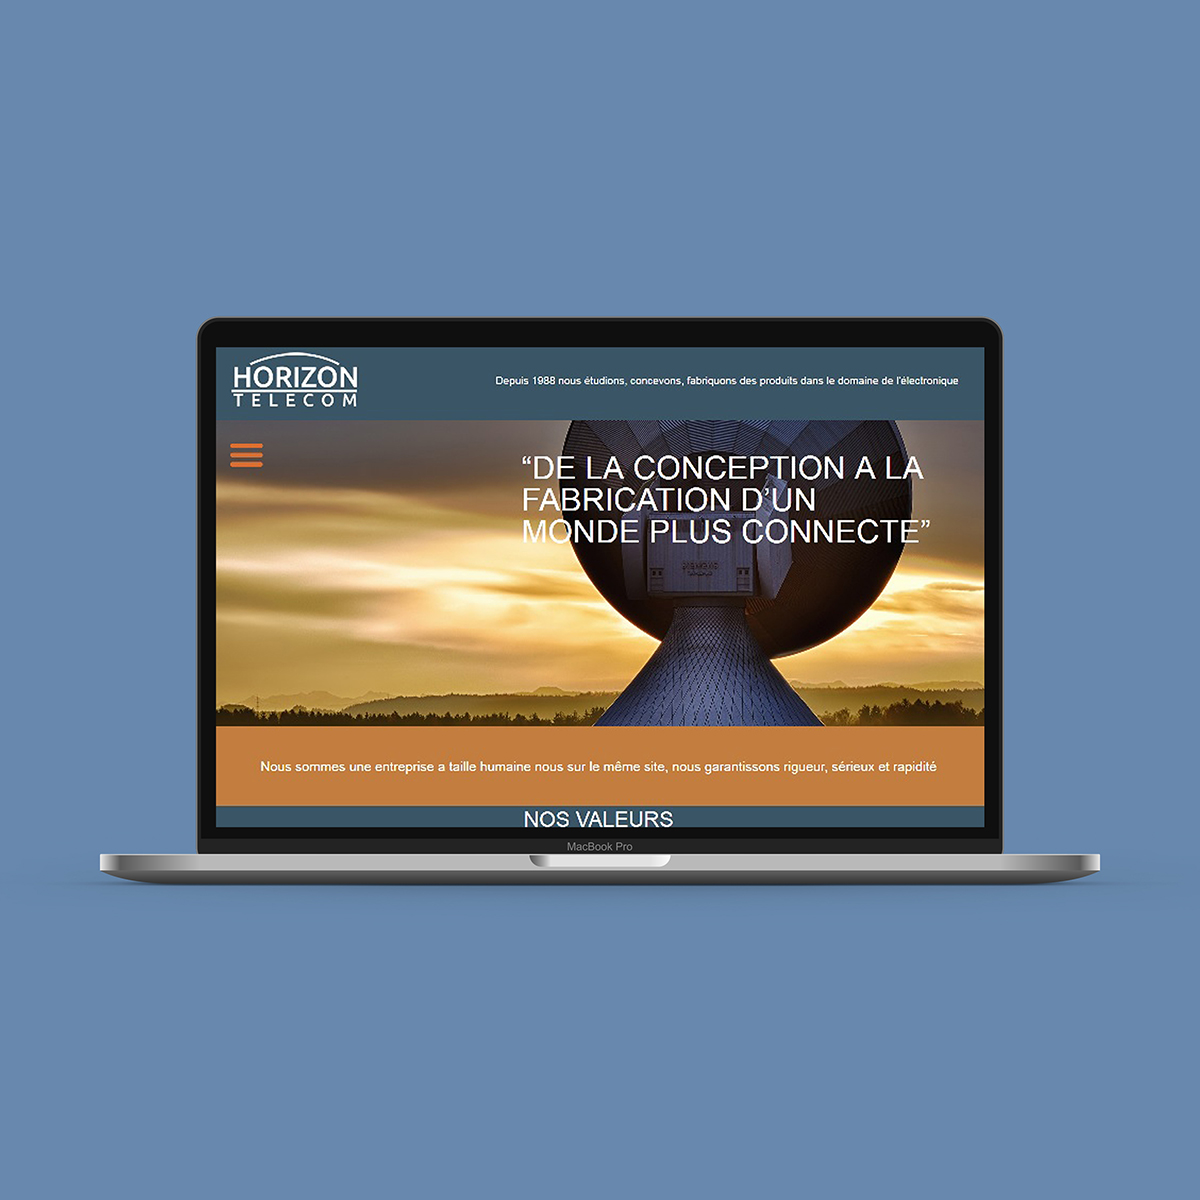 HORIZON
TELECOM
Depuis 1988 nous étudions, concevons, fabriquons des produits dans le domaine de l'électronique
“DE LA CONCEPTION A LA
FABRICATION D’UN
MONDE PLUS CONNECTE”
Nous sommes une entreprise a taille humaine nous sur le même site, nous garantissons rigueur, sérieux et rapidité
NOS VALEURS
MacBook Pro